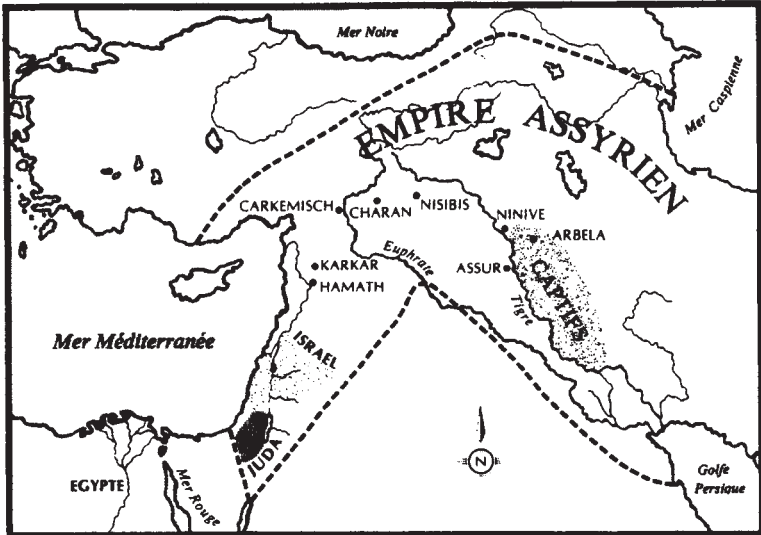 Mer Noire
Mer Caspienne
EMPIRE ASSYRIEN
CARKEMISCH
CHARAN
NISIBIS
NINIVE
ARBELA
KARKAR
HAMATH
Euphrate
ASSUR
Tigre
CAPTIFS
Mer Méditerranée
ISRAEL
JUDA
EGYPTE
Mer Rouge
N
Golfe
Persique